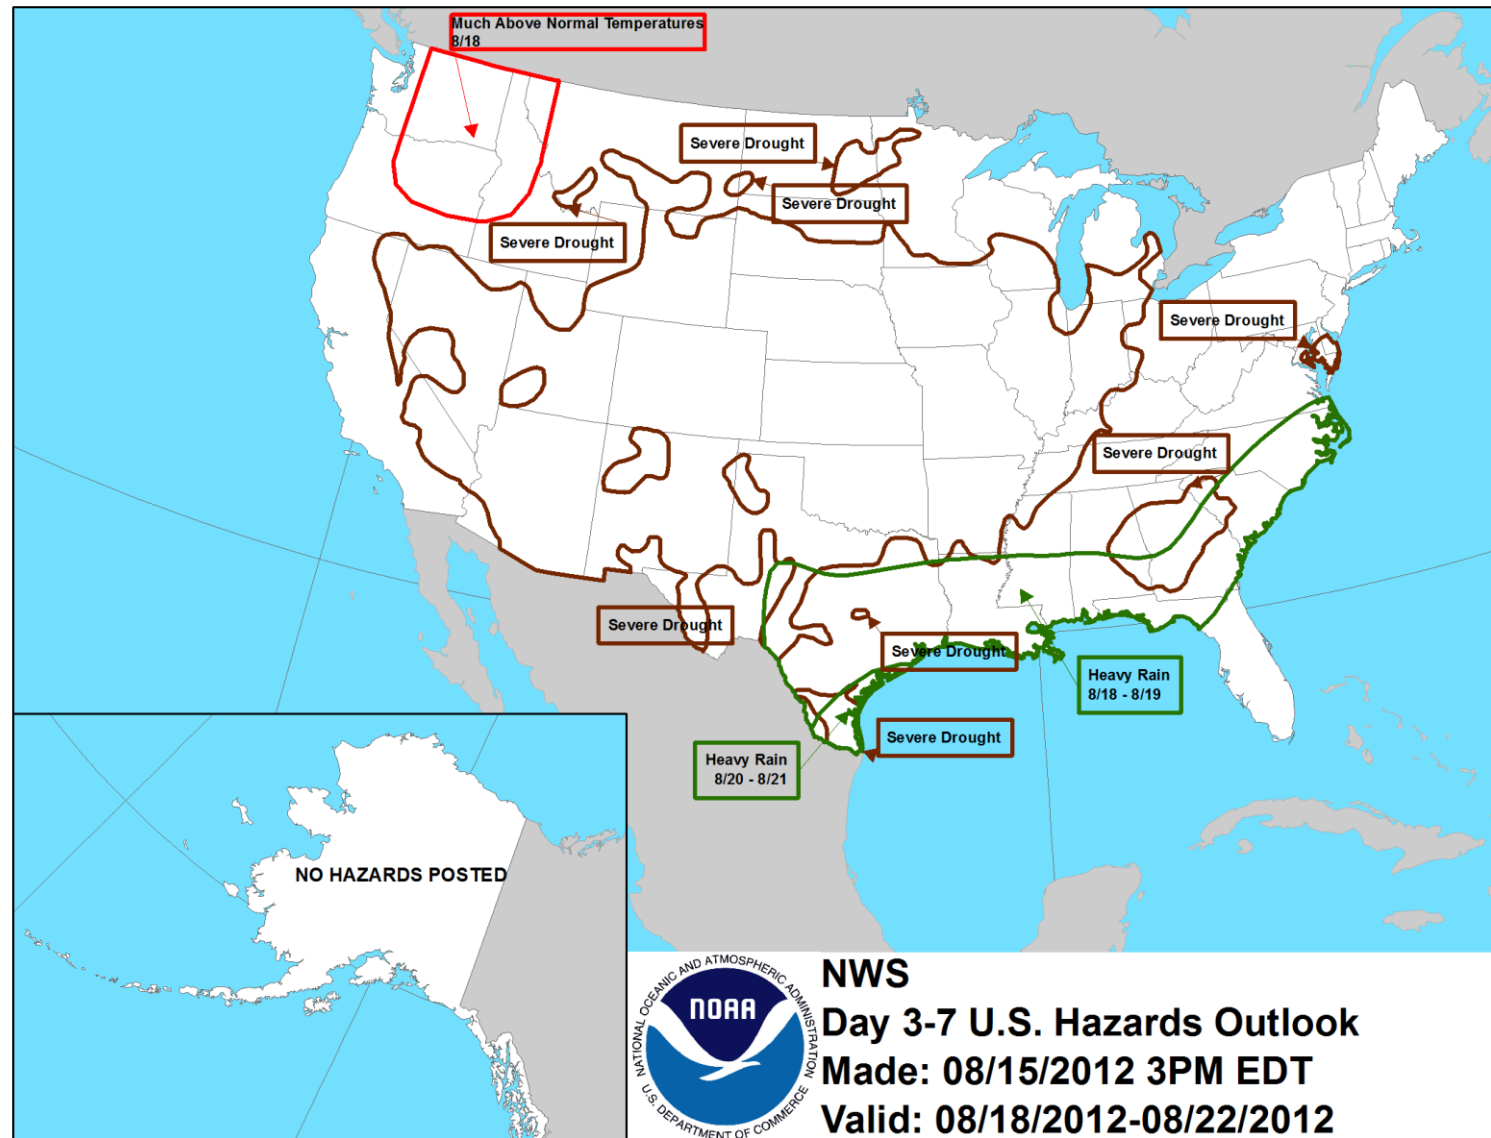 Much Above Normal Temperatures
8/18
Severe Drought
Severe Drought
Severe Drought
Severe Drought
Severe Drought
Severe Drought
Severe Drought
Heavy Rain
8/18 - 8/19
Severe Drought
Heavy Rain
8/20 - 8/21
NO HAZARDS POSTED
NATIONAL OCEANIC AND ATMOSPHERIC ADMINISTRATION
U.S. DEPARTMENT OF COMMERCE
NOAA
NWS
Day 3-7 U.S. Hazards Outlook
Made: 08/15/2012 3PM EDT
Valid: 08/18/2012-08/22/2012